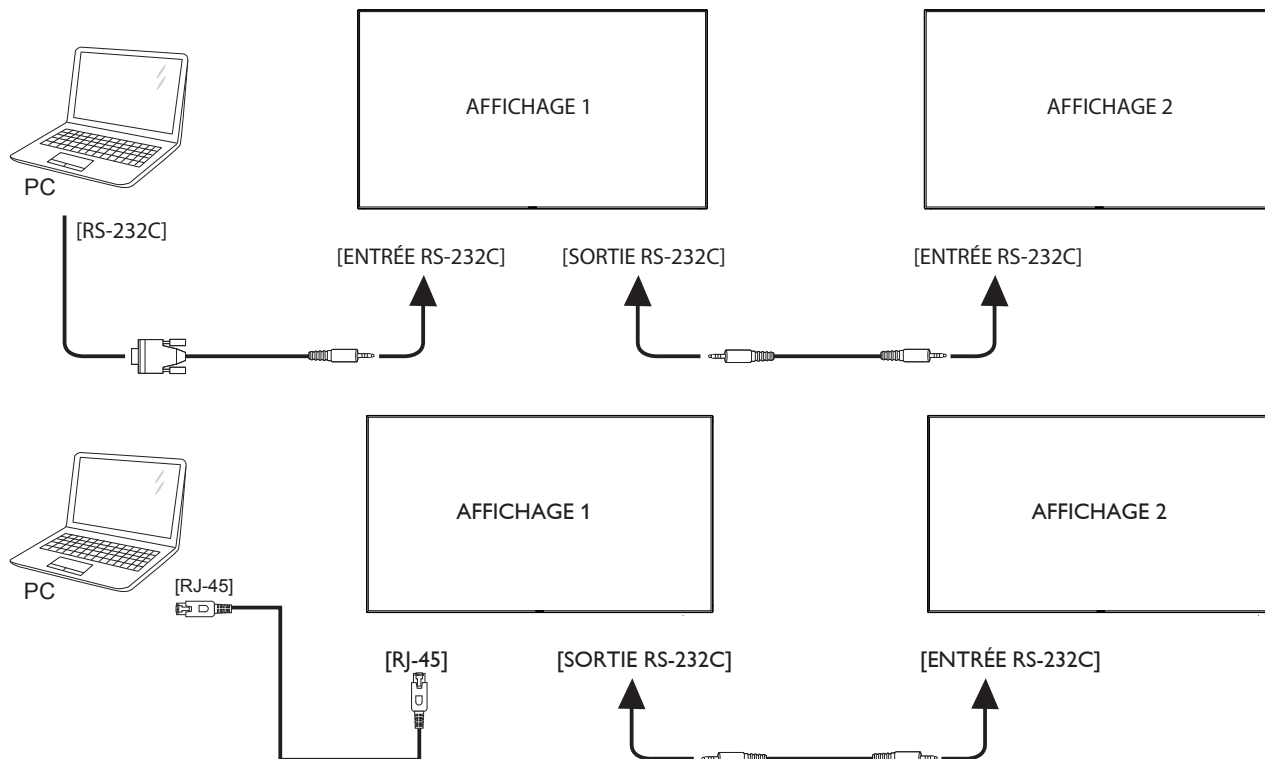 AFFICHAGE 1
AFFICHAGE 2
PC
[RS-232C]
[ENTRÉE RS-232C]
[SORTIE RS-232C]
[ENTRÉE RS-232C]
AFFICHAGE 1
AFFICHAGE 2
PC
[RJ-45]
[RJ-45]
[SORTIE RS-232C]
[ENTRÉE RS-232C]